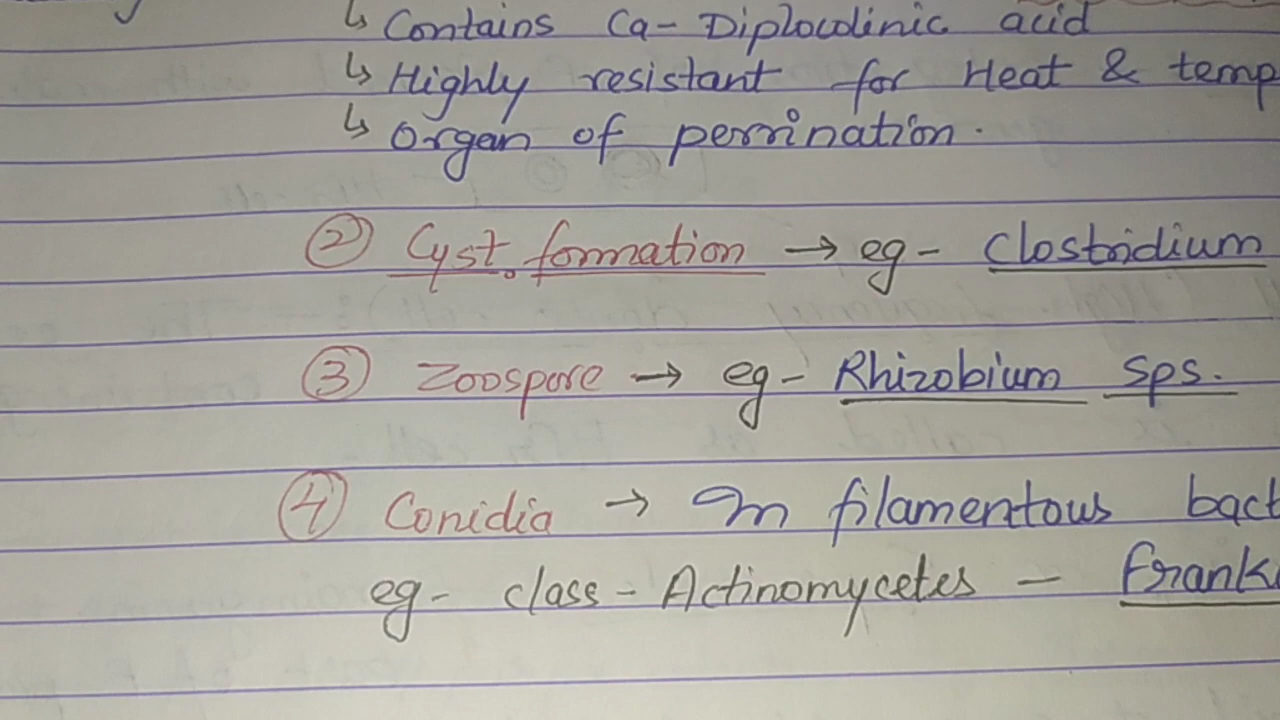 ↳ Contains Ca- Diplocolinic acid
↳ Highly resistant for Heat & temp
↳ Organ of perrination.
② Cyst formation → eg- Clostridium
③ Zoospore → eg- Rhizobium sps.
④ Conidia → In filamentous bact
eg- class - Actinomycetes - Frank